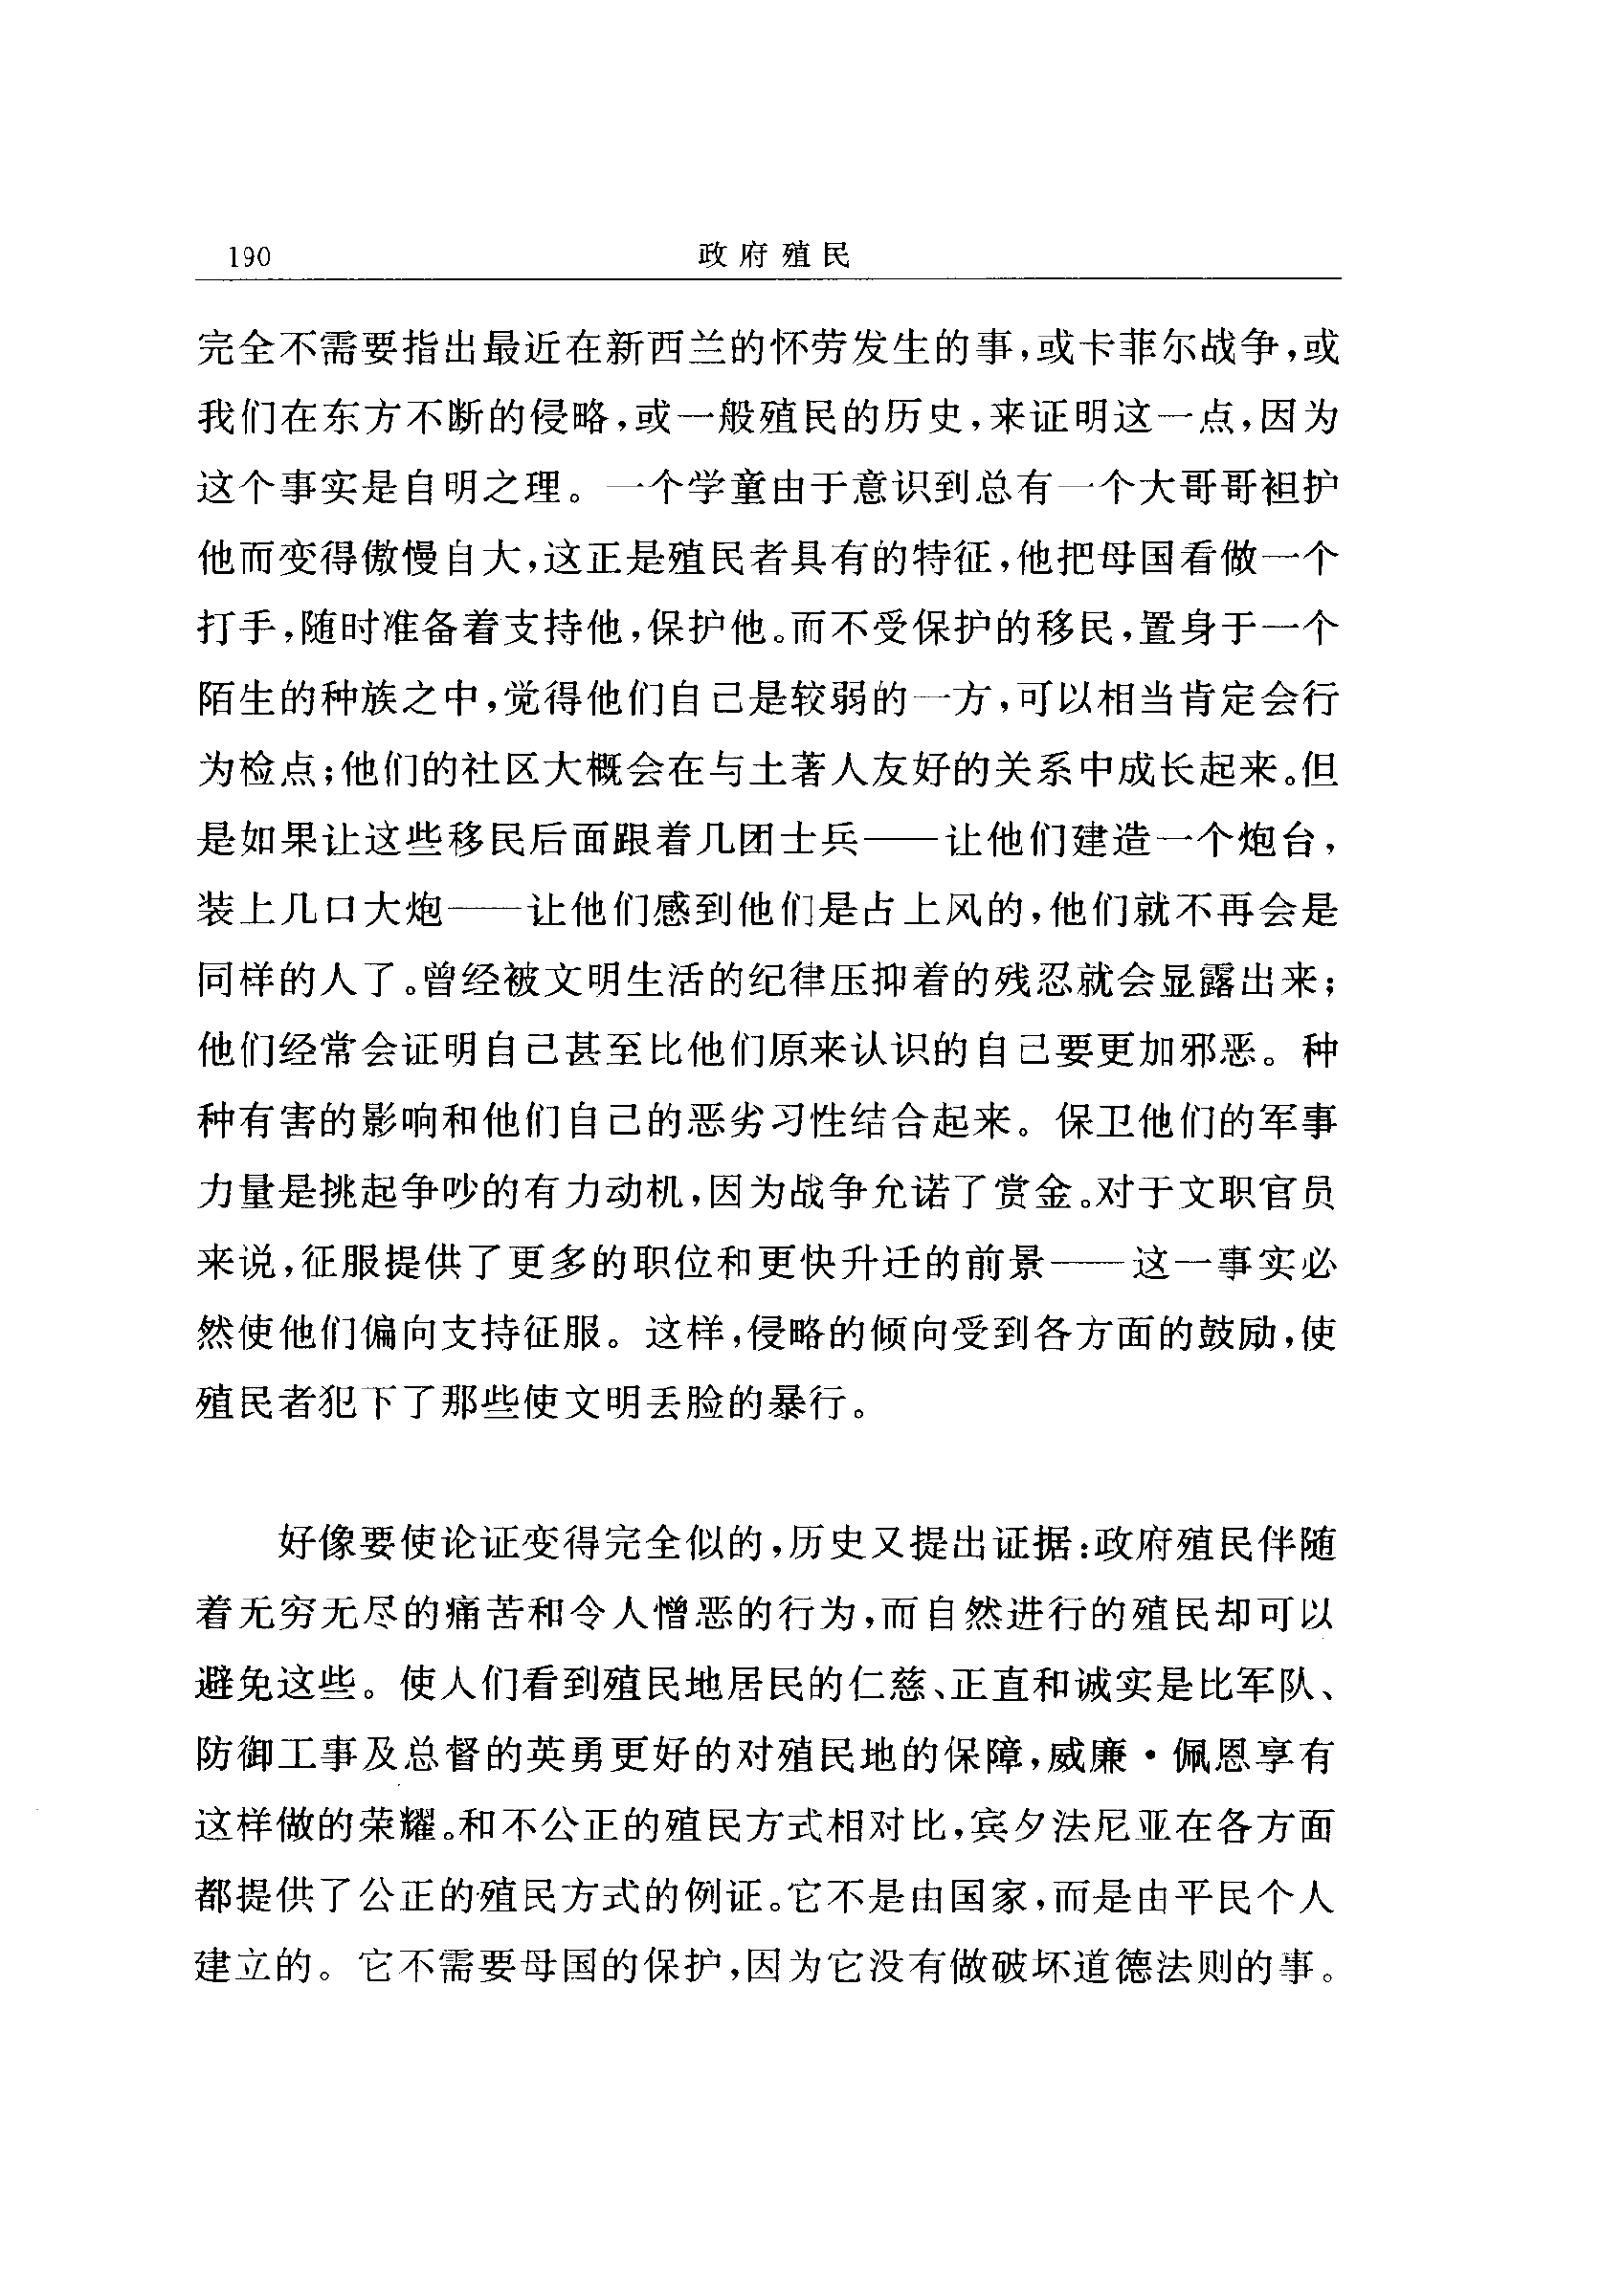 190 政府殖民
完全不需要指出最近在新西兰的怀劳发生的事,或卡菲尔战争,或
我们在东方不断的侵略,或一般殖民的历史,来证明这一点,因为
这个事实是自明之理。一个学童由于意识到总有一个大哥哥袒护
他而变得傲慢自大,这正是殖民者具有的特征,他把母国看做一个
打手,随时准备着支持他,保护他。而不受保护的移民,置身于一个
陌生的种族之中,觉得他们自己是较弱的一方,可以相当肯定会行
为检点;他们的社区大概会在与土著人友好的关系中成长起来。但
是如果让这些移民后面跟着几团士兵——让他们建造一个炮台,
装上几口大炮——让他们感到他们是占上风的,他们就不再会是
同样的人了。曾经被文明生活的纪律压抑着的残忍就会显露出来;
他们经常会证明自己甚至比他们原来认识的自己要更加邪恶。种
种有害的影响和他们自己的恶劣习性结合起来。保卫他们的军事
力量是挑起争吵的有力动机,因为战争允诺了赏金。对于文职官员
来说,征服提供了更多的职位和更快升迁的前景——这一事实必
然使他们偏向支持征服。这样,侵略的倾向受到各方面的鼓励,使
殖民者犯下了那些使文明丢脸的暴行。
好像要使论证变得完全似的,历史又提出证据:政府殖民伴随
着无穷无尽的痛苦和令人憎恶的行为,而自然进行的殖民却可以
避免这些。使人们看到殖民地居民的仁慈、正直和诚实是比军队、
防御工事及总督的英勇更好的对殖民地的保障,威廉·佩恩享有
这样做的荣耀。和不公正的殖民方式相对比,宾夕法尼亚在各方面
都提供了公正的殖民方式的例证。它不是由国家,而是由平民个人
建立的。它不需要母国的保护,因为它没有做破坏道德法则的事。